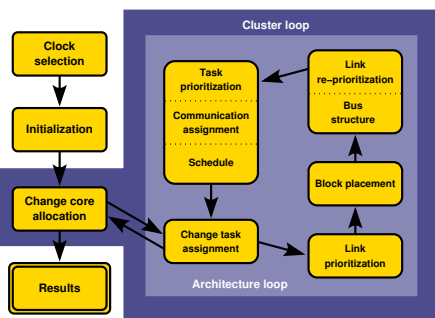 Cluster loop
Clock
selection
Initialization
Change core
allocation
Results
Task
prioritization
Communication
assignment
Schedule
Change task
assignment
Link
re-prioritization
Bus
structure
Block placement
Link
prioritization
Architecture loop